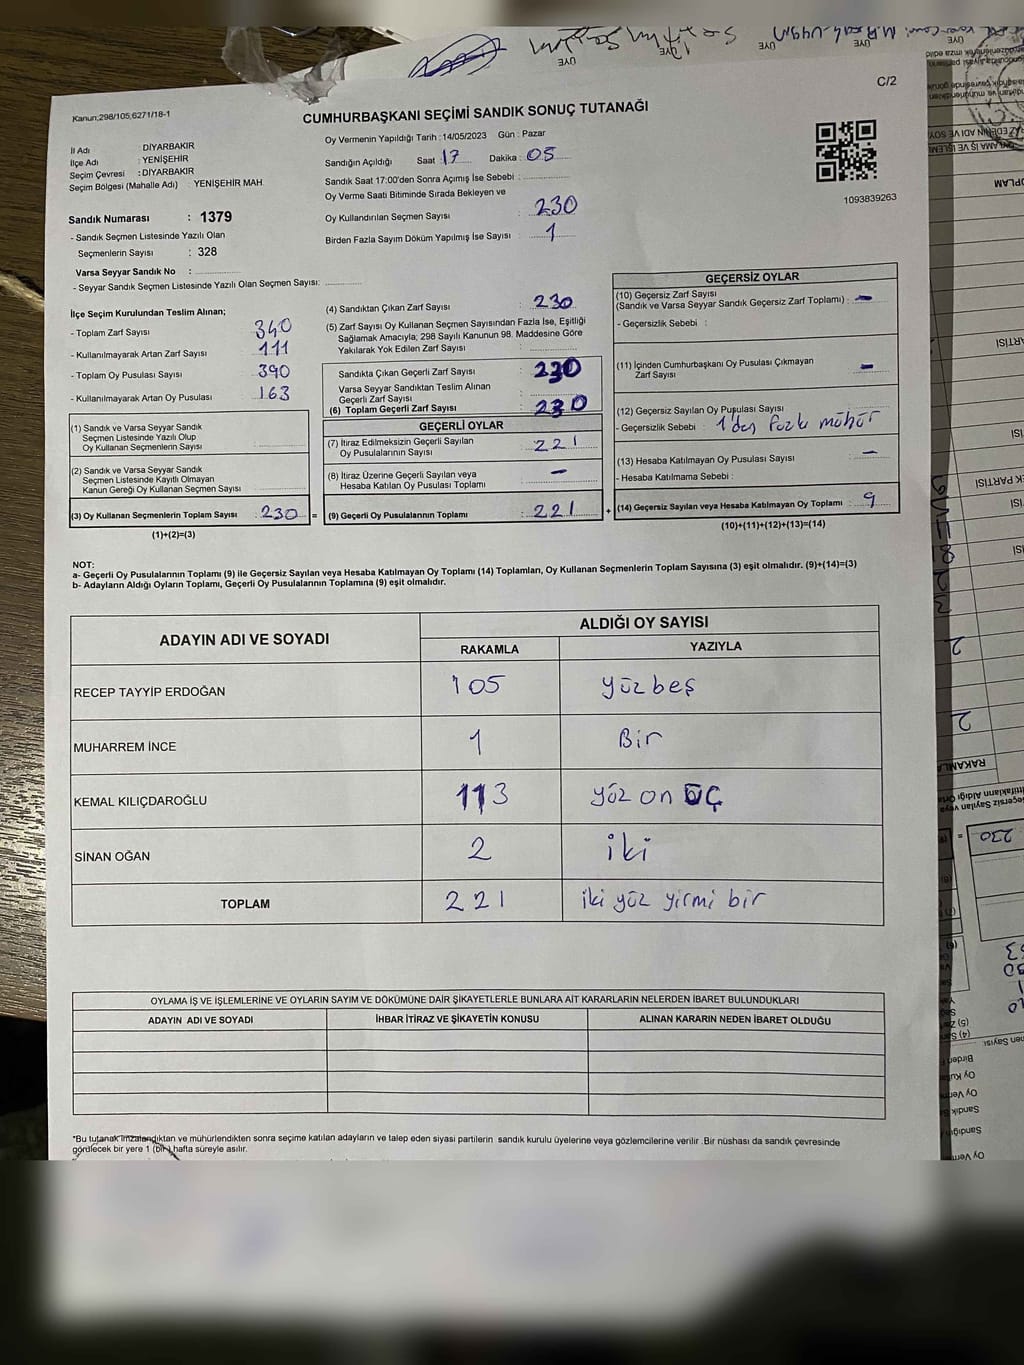 C/2
Kanun;298/105;6271/18-1
CUMHURBAŞKANI SEÇİMİ SANDIK SONUÇ TUTANAĞI
İl Adı DİYARBAKIR
İlçe Adı : YENİŞEHİR
Seçim Çevresi : DİYARBAKIR
Seçim Bölgesi (Mahalle Adı) : YENİŞEHİR MAH.
Sandık Numarası : 1379
- Sandık Seçmen Listesinde Yazılı Olan
Seçmenlerin Sayısı : 328
Varsa Seyyar Sandık No :
- Seyyar Sandık Seçmen Listesinde Yazılı Olan Seçmen Sayısı:
Oy Vermenin Yapıldığı Tarih :14/05/2023 Gün : Pazar
Sandığın Açıldığı Saat 17 Dakika : 05
Sandık Saat 17:00'den Sonra Açımış İse Sebebi :
Oy Verme Saati Bitiminde Sırada Bekleyen ve
Oy Kullandırılan Seçmen Sayısı : 230
Birden Fazla Sayım Döküm Yapılmış İse Sayısı : 1
1093839263
İlçe Seçim Kurulundan Teslim Alınan;
- Toplam Zarf Sayısı 340
- Kullanılmayarak Artan Zarf Sayısı 111
- Toplam Oy Pusulası Sayısı 390
- Kullanılmayarak Artan Oy Pusulası 163
(1) Sandık ve Varsa Seyyar Sandık
Seçmen Listesinde Yazılı Olup
Oy Kullanan Seçmenlerin Sayısı :
(2) Sandık ve Varsa Seyyar Sandık
Seçmen Listesinde Kayıtlı Olmayan
Kanun Gereği Oy Kullanan Seçmen Sayısı :
(3) Oy Kullanan Seçmenlerin Toplam Sayısı : 230 =
(1)+(2)=(3)
(4) Sandıktan Çıkan Zarf Sayısı : 230
(5) Zarf Sayısı Oy Kullanan Seçmen Sayısından Fazla İse, Eşitliği
Sağlamak Amacıyla; 298 Sayılı Kanunun 98. Maddesine Göre
Yakılarak Yok Edilen Zarf Sayısı :
Sandıkta Çıkan Geçerli Zarf Sayısı : 230
Varsa Seyyar Sandıktan Teslim Alınan
Geçerli Zarf Sayısı :
(6) Toplam Geçerli Zarf Sayısı : 230
GEÇERLİ OYLAR
(7) İtiraz Edilmeksizin Geçerli Sayılan
Oy Pusulalarının Sayısı : 221
(8) İtiraz Üzerine Geçerli Sayılan veya
Hesaba Katılan Oy Pusulası Toplamı : -
(9) Geçerli Oy Pusulalarının Toplamı : 221 +
GEÇERSİZ OYLAR
(10) Geçersiz Zarf Sayısı
(Sandık ve Varsa Seyyar Sandık Geçersiz Zarf Toplamı) : -
- Geçersizlik Sebebi :
(11) İçinden Cumhurbaşkanı Oy Pusulası Çıkmayan
Zarf Sayısı : -
(12) Geçersiz Sayılan Oy Pusulası Sayısı :
- Geçersizlik Sebebi : 1'den fazla mühür
(13) Hesaba Katılmayan Oy Pusulası Sayısı : -
- Hesaba Katılmama Sebebi :
(14) Geçersiz Sayılan veya Hesaba Katılmayan Oy Toplamı : 9
(10)+(11)+(12)+(13)=(14)
NOT:
a- Geçerli Oy Pusulalarının Toplamı (9) ile Geçersiz Sayılan veya Hesaba Katılmayan Oy Toplamı (14) Toplamları, Oy Kullanan Seçmenlerin Toplam Sayısına (3) eşit olmalıdır. (9)+(14)=(3)
b- Adayların Aldığı Oyların Toplamı, Geçerli Oy Pusulalarının Toplamına (9) eşit olmalıdır.
ADAYIN ADI VE SOYADI ALDIĞI OY SAYISI
RAKAMLA YAZIYLA
RECEP TAYYİP ERDOĞAN 105 yüzbeş
MUHARREM İNCE 1 Bir
KEMAL KILIÇDAROĞLU 113 yüz on üç
SİNAN OĞAN 2 iki
TOPLAM 221 iki yüz yirmi bir
OYLAMA İŞ VE İŞLEMLERİNE VE OYLARIN SAYIM VE DÖKÜMÜNE DAİR ŞİKAYETLERLE BUNLARA AİT KARARLARIN NELERDEN İBARET BULUNDUKLARI
ADAYIN ADI VE SOYADI İHBAR İTİRAZ VE ŞİKAYETİN KONUSU ALINAN KARARIN NEDEN İBARET OLDUĞU
*Bu tutanak imzalandıktan ve mühürlendikten sonra seçime katılan adayların ve talep eden siyasi partilerin sandık kurulu üyelerine veya gözlemcilerine verilir .Bir nüshası da sandık çevresinde
görülecek bir yere 1 (bir) hafta süreyle asılır.